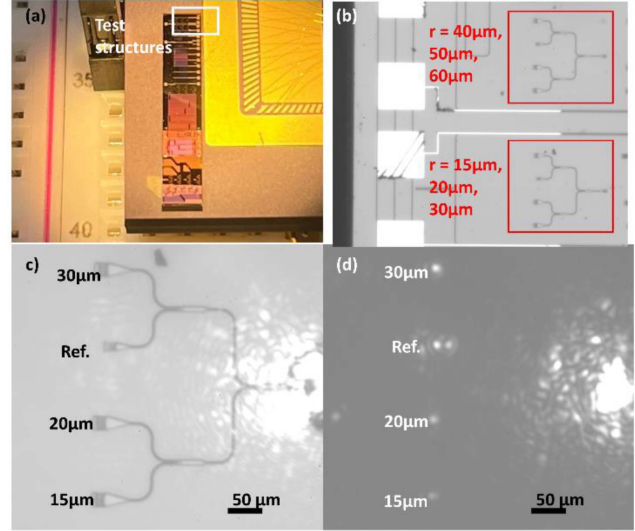 (a)
Test
structures
35
40
(b)
r = 40µm,
50µm,
60µm
r = 15µm,
20µm,
30µm
c)
30µm
Ref.
20µm
15µm
50 µm
(d)
30µm
Ref.
20µm
15µm
50 µm